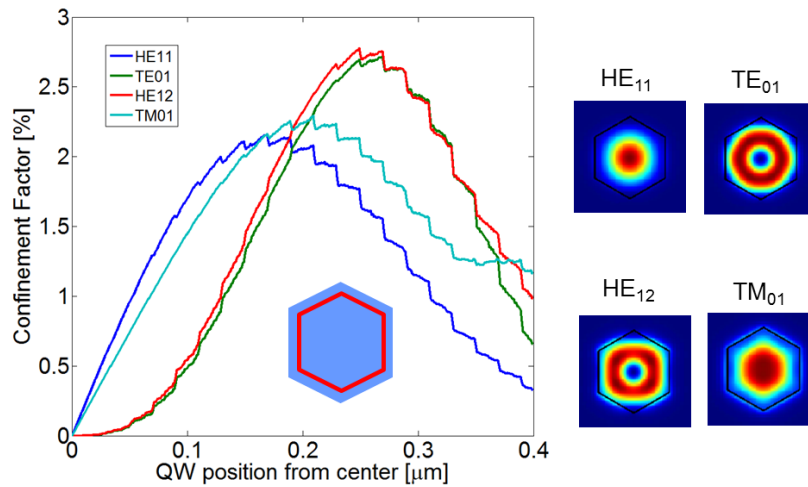 3
2.5
2
1.5
1
0.5
0
Confinement Factor [%]
HE11
TE01
HE12
TM01
0 0.1 0.2 0.3 0.4
QW position from center [μm]
HE₁₁ TE₀₁
HE₁₂ TM₀₁